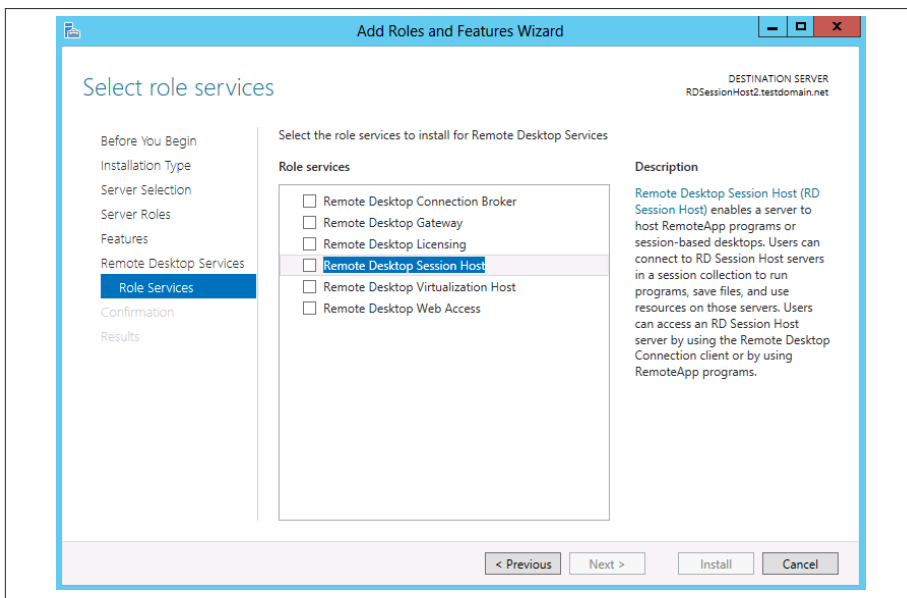 Add Roles and Features Wizard
Select role services
DESTINATION SERVER
RDSessionHost2.testdomain.net
Before You Begin
Installation Type
Server Selection
Server Roles
Features
Remote Desktop Services
Role Services
Confirmation
Results
Select the role services to install for Remote Desktop Services
Role services
Remote Desktop Connection Broker
Remote Desktop Gateway
Remote Desktop Licensing
Remote Desktop Session Host
Remote Desktop Virtualization Host
Remote Desktop Web Access
Description
Remote Desktop Session Host (RD
Session Host) enables a server to
host RemoteApp programs or
session-based desktops. Users can
connect to RD Session Host servers
in a session collection to run
programs, save files, and use
resources on those servers. Users
can access an RD Session Host
server by using the Remote Desktop
Connection client or by using
RemoteApp programs.
< Previous
Next >
Install
Cancel